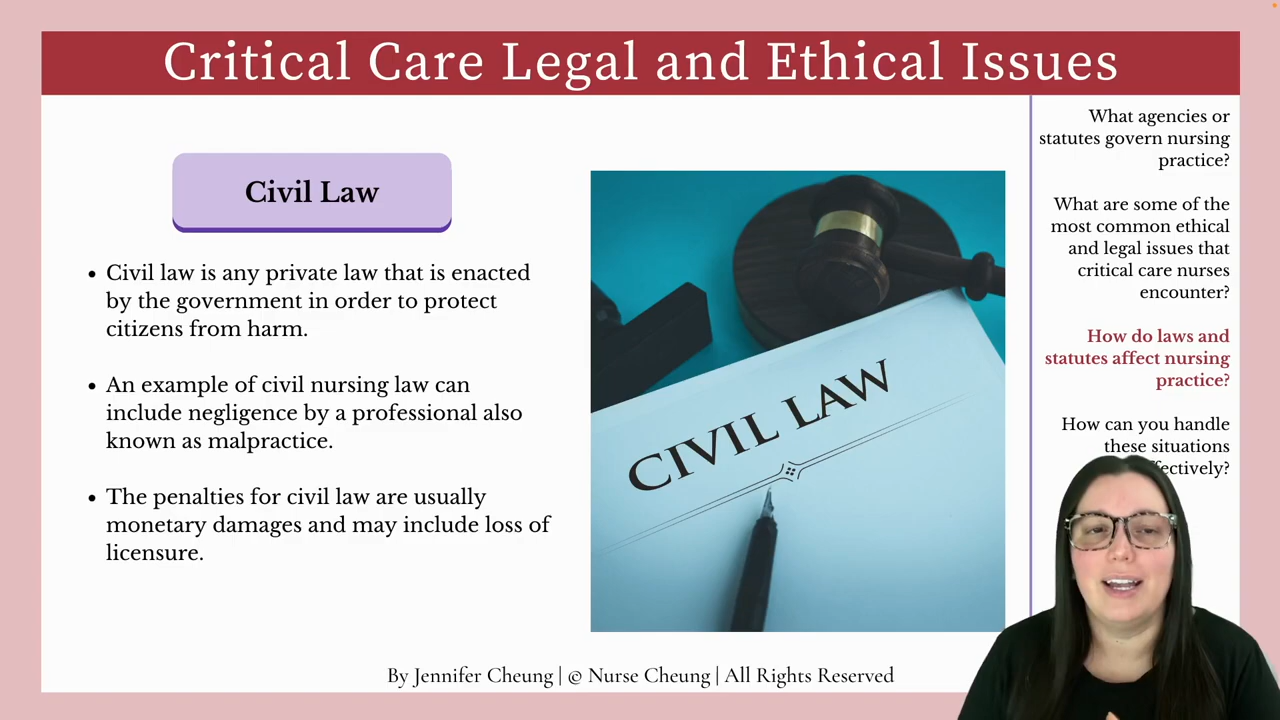 Critical Care Legal and Ethical Issues
Civil Law
• Civil law is any private law that is enacted
by the government in order to protect
citizens from harm.
• An example of civil nursing law can
include negligence by a professional also
known as malpractice.
• The penalties for civil law are usually
monetary damages and may include loss of
licensure.
CIVIL LAW
What agencies or
statutes govern nursing
practice?
What are some of the
most common ethical
and legal issues that
critical care nurses
encounter?
How do laws and
statutes affect nursing
practice?
How can you handle
these situations
By Jennifer Cheung | © Nurse Cheung | All Rights Reserved